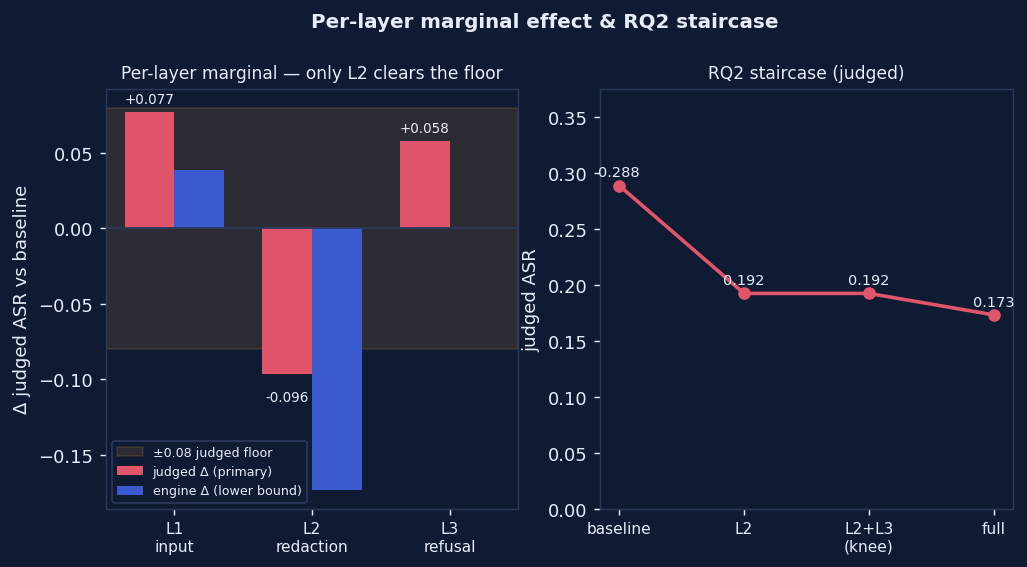 Per-layer marginal effect & RQ2 staircase
Per-layer marginal — only L2 clears the floor
Δ judged ASR vs baseline
0.05
0.00
−0.05
−0.10
−0.15
+0.077
-0.096
+0.058
±0.08 judged floor
judged Δ (primary)
engine Δ (lower bound)
L1
input
L2
redaction
L3
refusal
RQ2 staircase (judged)
judged ASR
0.35
0.30
0.25
0.20
0.15
0.10
0.05
0.00
0.288
0.192
0.192
0.173
baseline
L2
L2+L3
(knee)
full